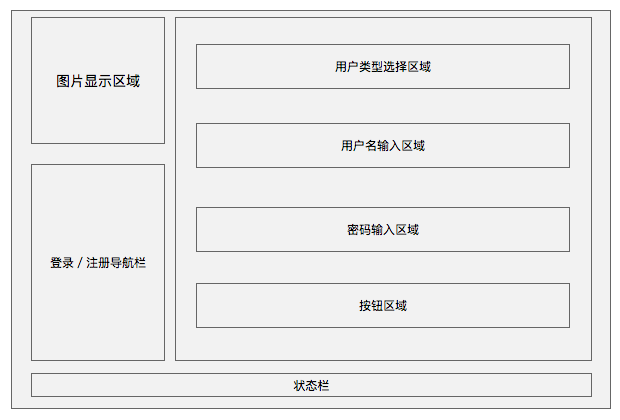 图片显示区域
用户类型选择区域
用户名输入区域
密码输入区域
登录 / 注册导航栏
按钮区域
状态栏